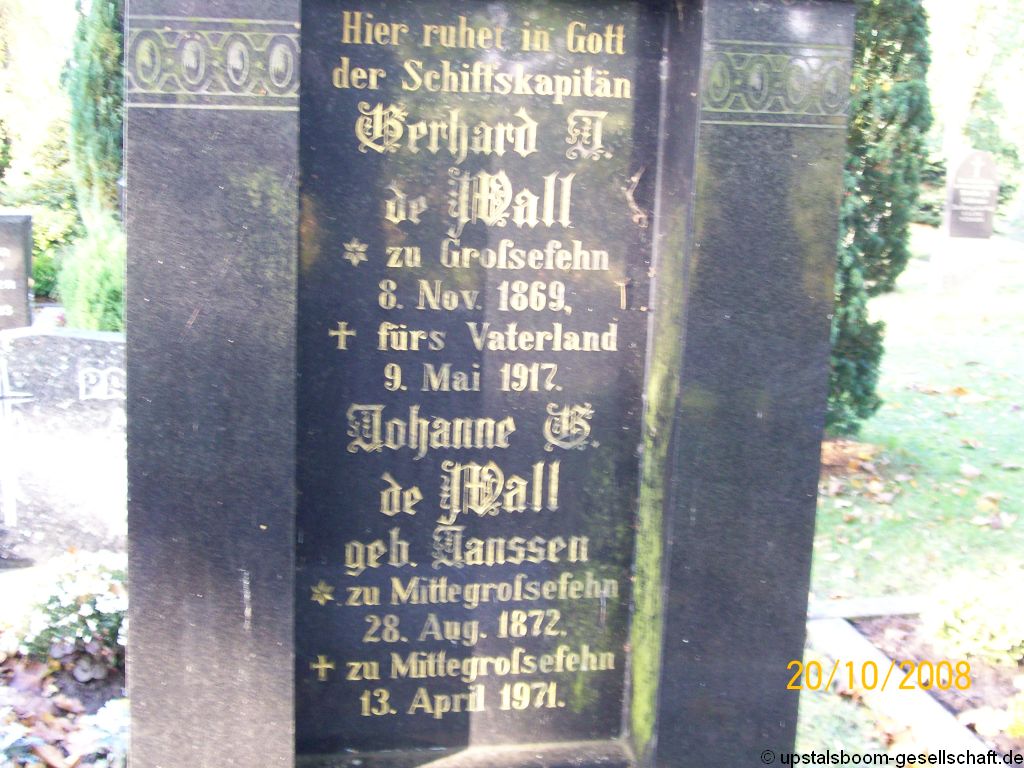 Hier ruhet in Gott
der Schiffskapitän
Gerhard J.
de Wall
* zu Großefehn
8. Nov. 1869,
† fürs Vaterland
9. Mai 1917.
Johanne G.
de Wall
geb. Janssen
* zu Mittegroſsefehn
28. Aug. 1872.
† zu Mittegroſsefehn
13. April 1971.
20/10/2008
© upstalsboom-gesellschaft.de